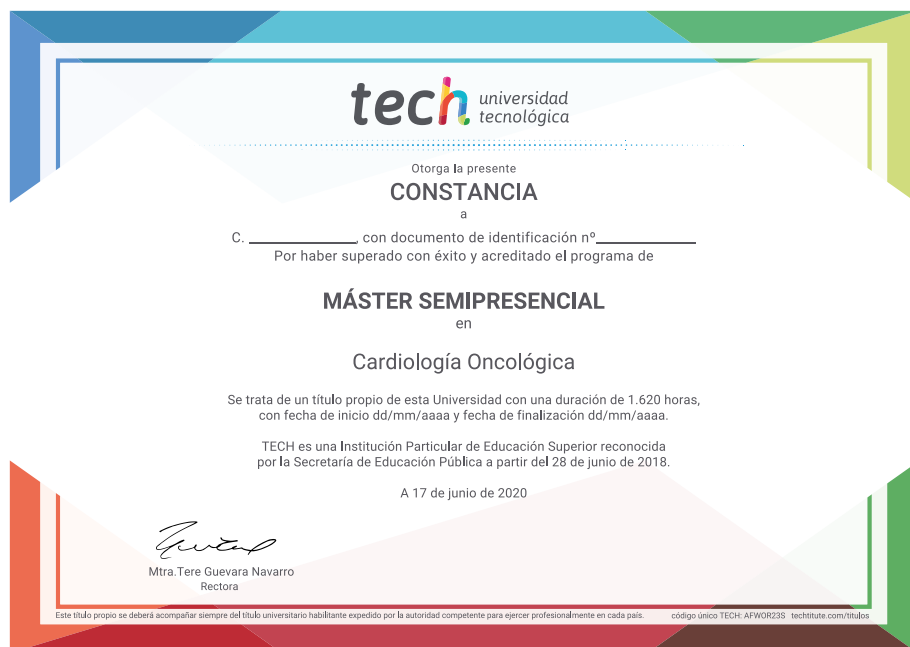 tech universidad
tecnológica
Otorga la presente
CONSTANCIA
a
C. ______________, con documento de identificación nº_____________
Por haber superado con éxito y acreditado el programa de
MÁSTER SEMIPRESENCIAL
en
Cardiología Oncológica
Se trata de un título propio de esta Universidad con una duración de 1.620 horas,
con fecha de inicio dd/mm/aaaa y fecha de finalización dd/mm/aaaa.
TECH es una Institución Particular de Educación Superior reconocida
por la Secretaría de Educación Pública a partir del 28 de junio de 2018.
A 17 de junio de 2020
Mtra.Tere Guevara Navarro
Rectora
Este título propio se deberá acompañar siempre del título universitario habilitante expedido por la autoridad competente para ejercer profesionalmente en cada país. código único TECH: AFWOR23S techtitute.com/titulos